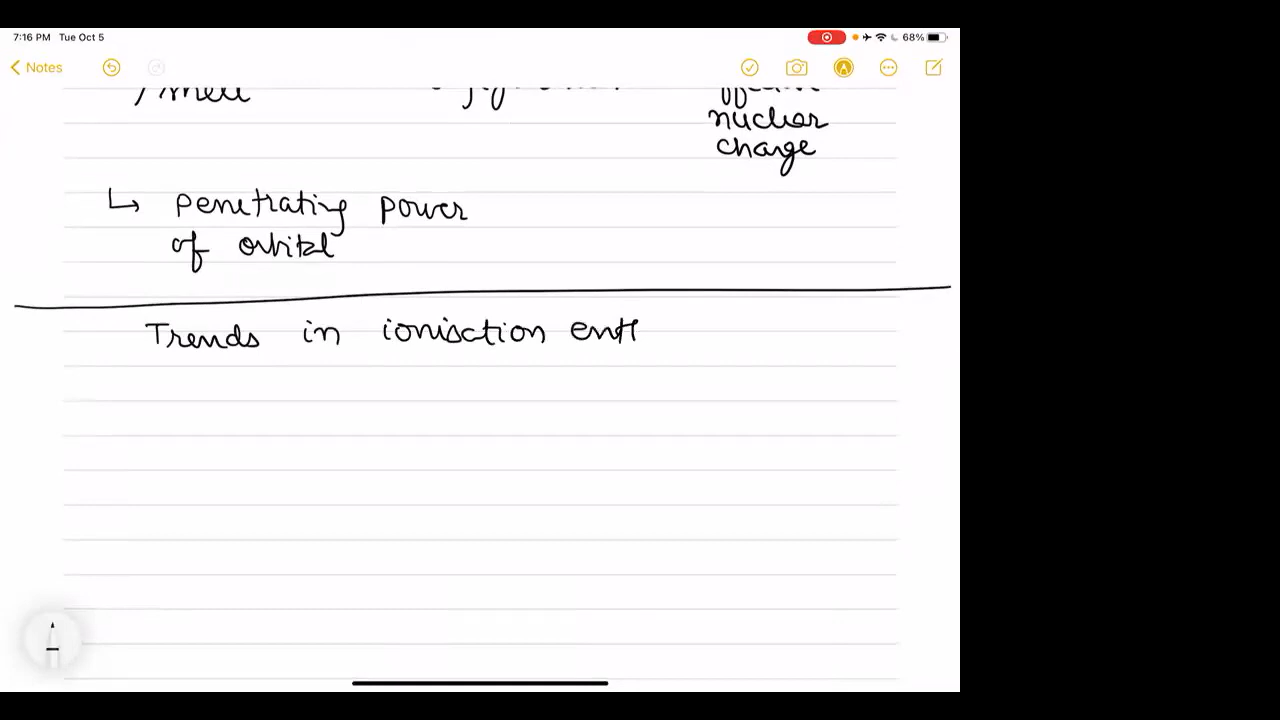 7:16 PM Tue Oct 5
68%
Notes
nuclear
charge
↳ penetrating power
of orbital
Trends in ionisation enth